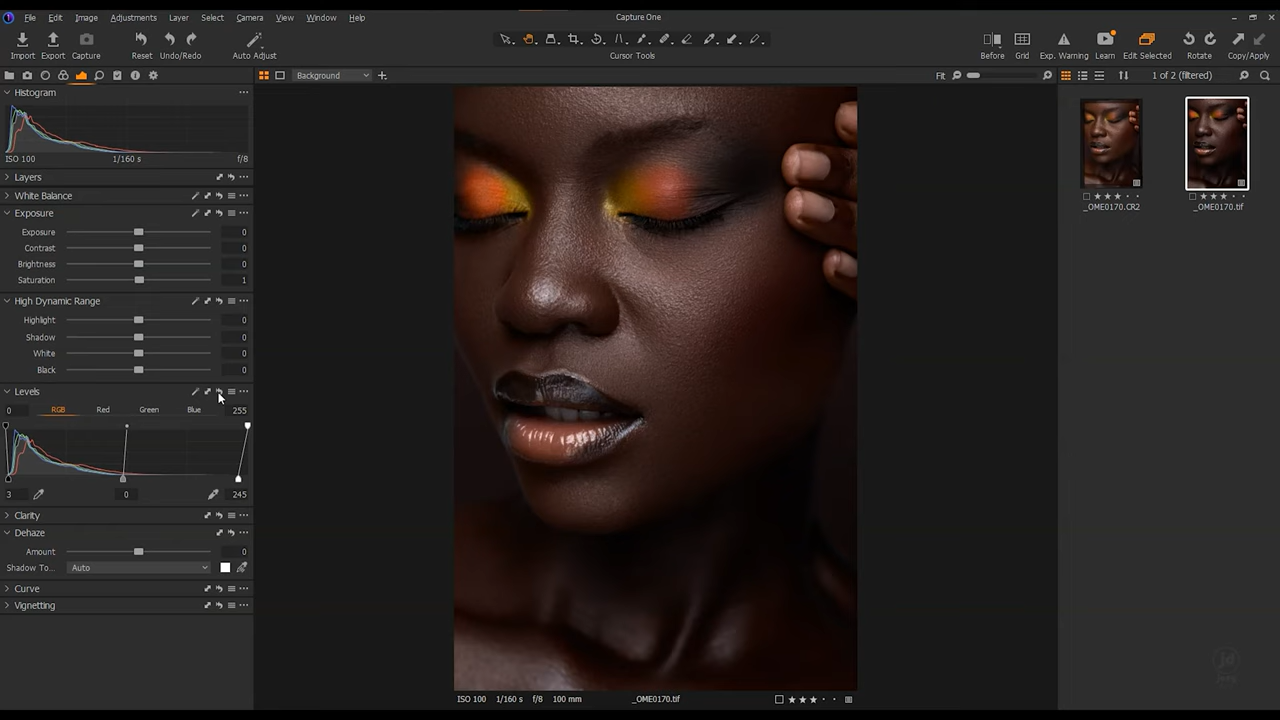 Capture One
File Edit Image Adjustments Layer Select Camera View Window Help
Import Export Capture Reset Undo/Redo Auto Adjust Cursor Tools Before Grid Exp. Warning Learn Edit Selected Rotate Copy/Apply
Background Fit 1 of 2 (filtered)
Histogram
ISO 100 1/160 s f/8
Layers
White Balance
Exposure
Exposure 0
Contrast 0
Brightness 0
Saturation 1
High Dynamic Range
Highlight 0
Shadow 0
White 0
Black 0
Levels
0 RGB Red Green Blue 255
3 0 245
Clarity
Dehaze
Amount 0
Shadow To... Auto
Curve
Vignetting
ISO 100 1/160 s f/8 100 mm _OME0170.tif
_OME0170.CR2 _OME0170.tif